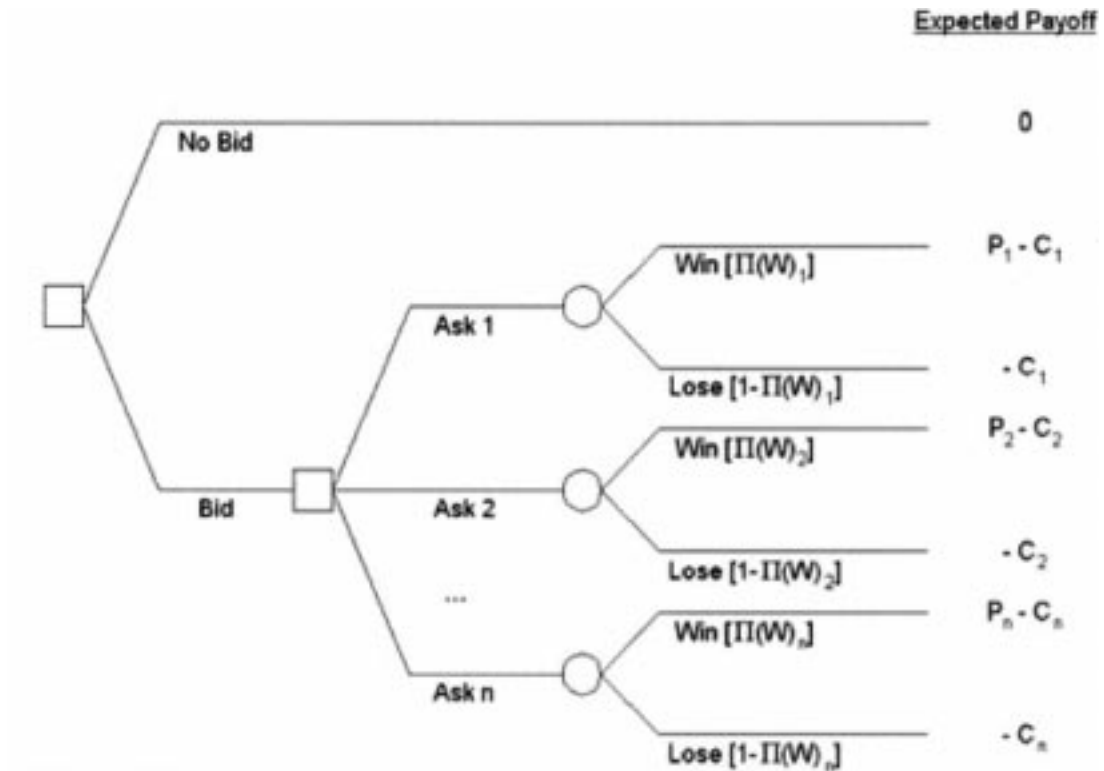 Expected Payoff
0
No Bid
P₁ - C₁
Win [Π(W)₁]
Ask 1
- C₁
Lose [1-Π(W)₁]
P₂ - C₂
Win [Π(W)₂]
Bid
Ask 2
- C₂
Lose [1-Π(W)₂]
...
Pₙ - Cₙ
Win [Π(W)ₙ]
Ask n
- Cₙ
Lose [1-Π(W)ₙ]